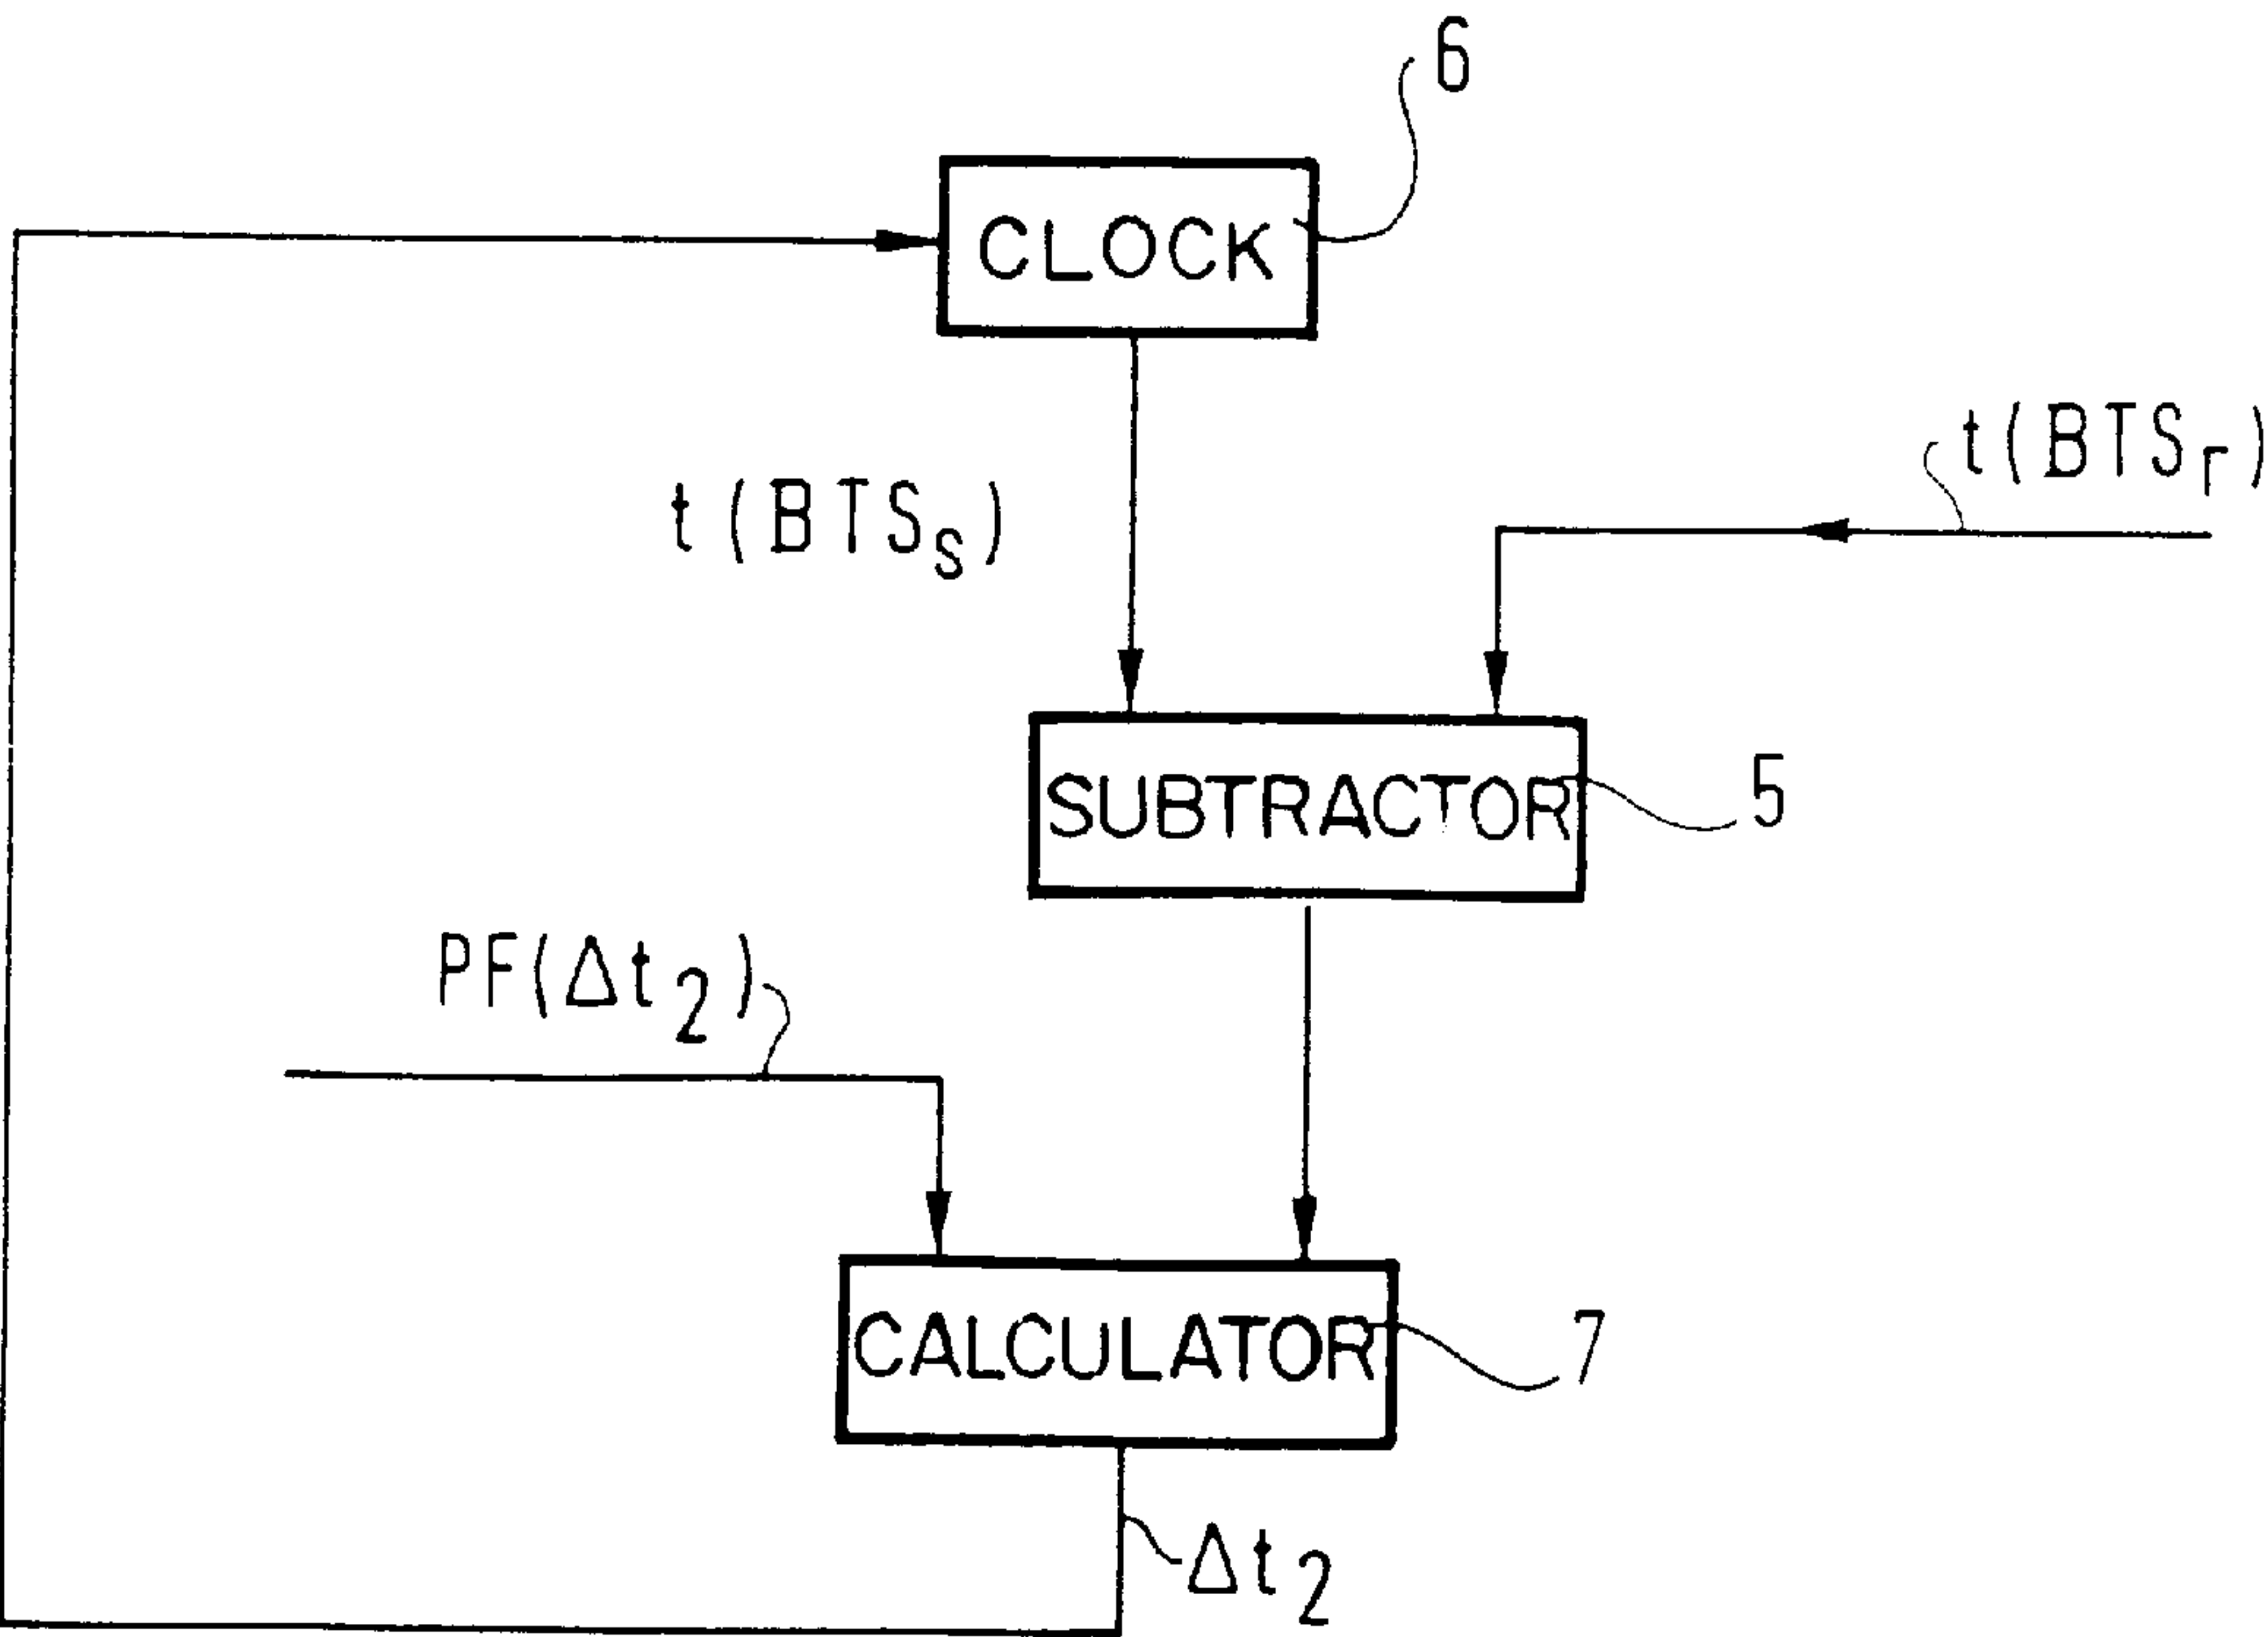 6
CLOCK
t(BTSᵣ)
t(BTSₛ)
SUBTRACTOR
5
PF(Δt₂)
CALCULATOR
7
Δt₂